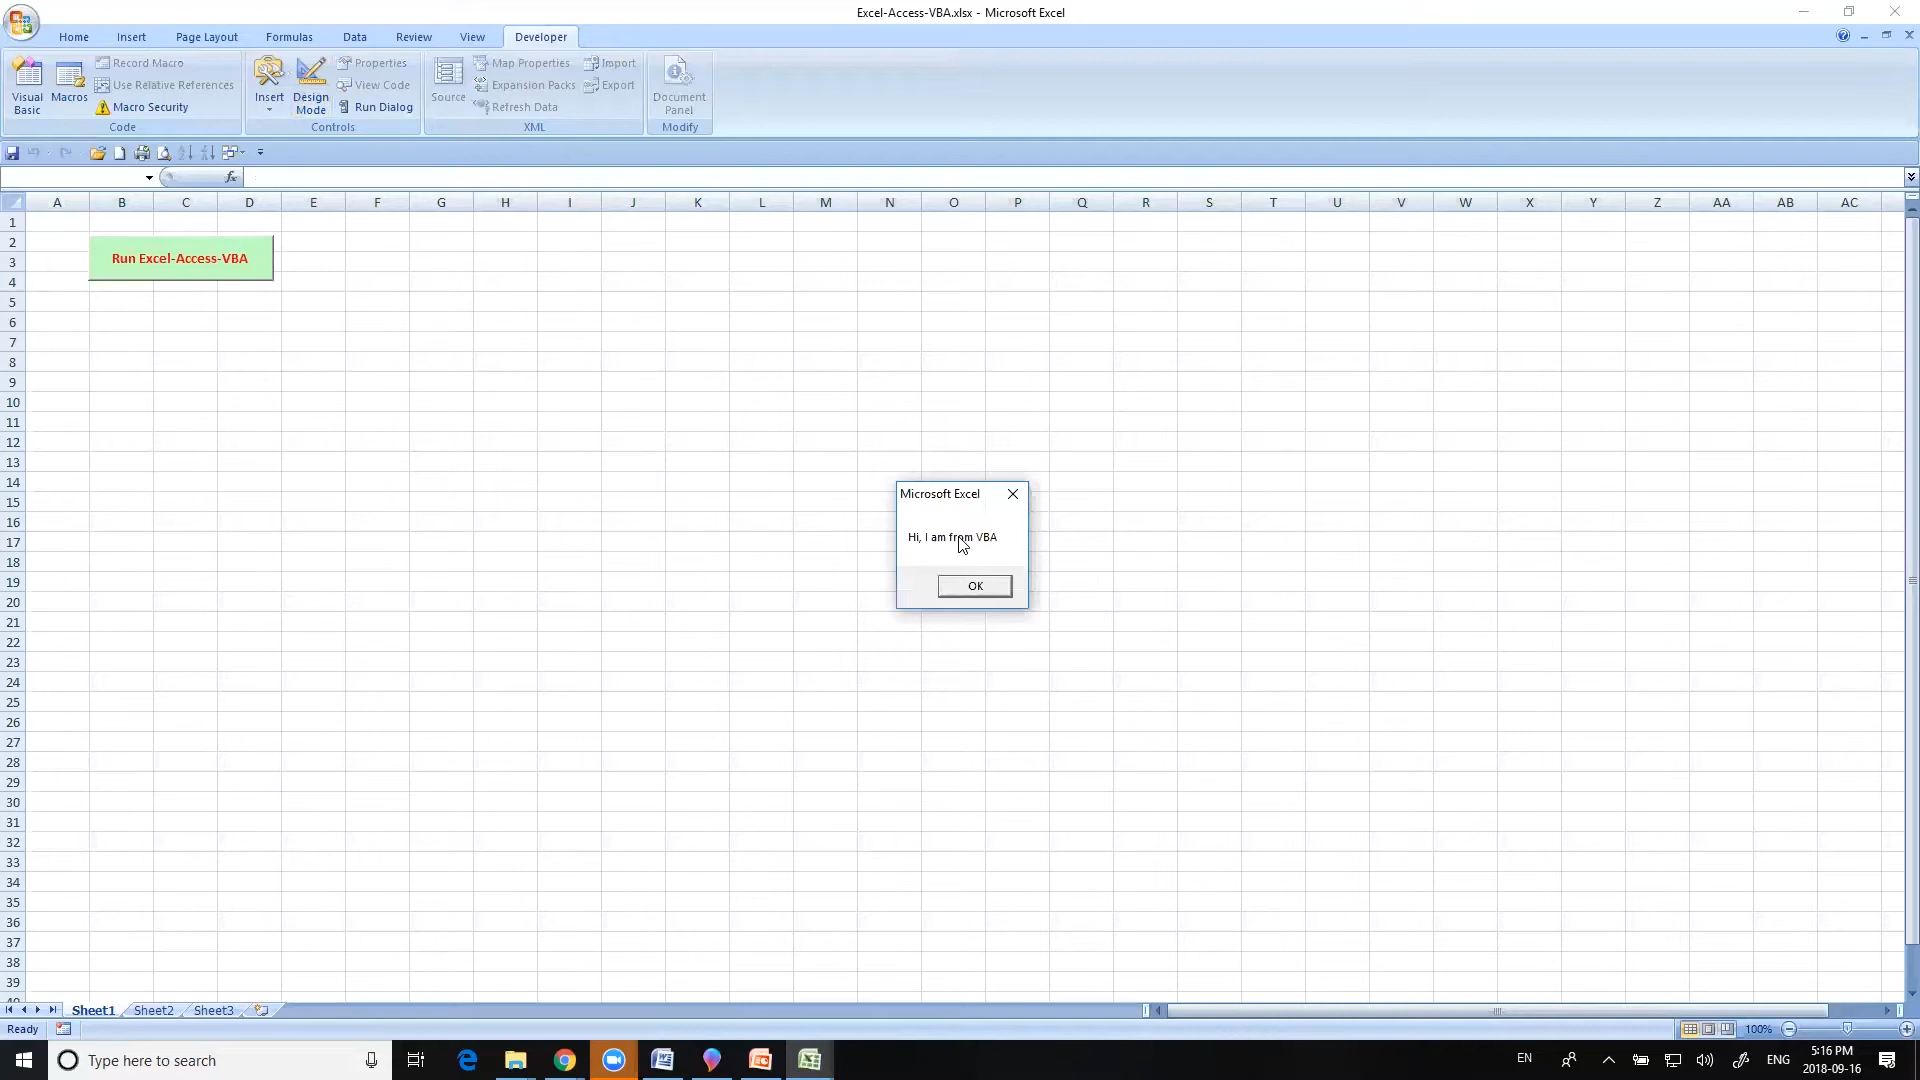 Excel-Access-VBA.xlsx - Microsoft Excel
Home Insert Page Layout Formulas Data Review View Developer
Visual Basic
Macros
Record Macro
Use Relative References
Macro Security
Code
Insert
Design Mode
Properties
View Code
Run Dialog
Controls
Source
Map Properties
Expansion Packs
Refresh Data
Import
Export
XML
Document Panel
Modify
fx
A B C D E F G H I J K L M N O P Q R S T U V W X Y Z AA AB AC
1
2
3
4
5
6
7
8
9
10
11
12
13
14
15
16
17
18
19
20
21
22
23
24
25
26
27
28
29
30
31
32
33
34
35
36
37
38
39
Run Excel-Access-VBA
Microsoft Excel
Hi, I am from VBA
OK
Sheet1 Sheet2 Sheet3
Ready
100%
Type here to search
EN
ENG
5:16 PM
2018-09-16